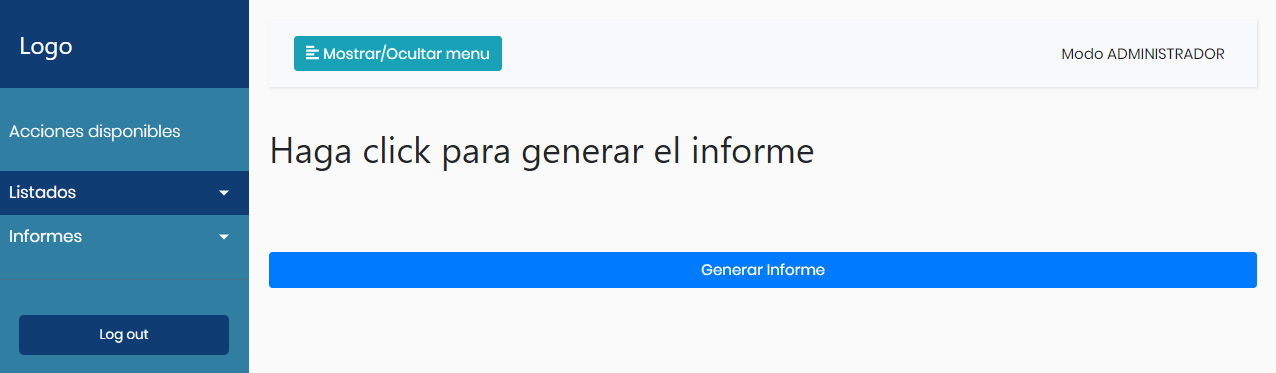 Logo
Mostrar/Ocultar menu
Modo ADMINISTRADOR
Acciones disponibles
Haga click para generar el informe
Listados
Informes
Generar Informe
Log out